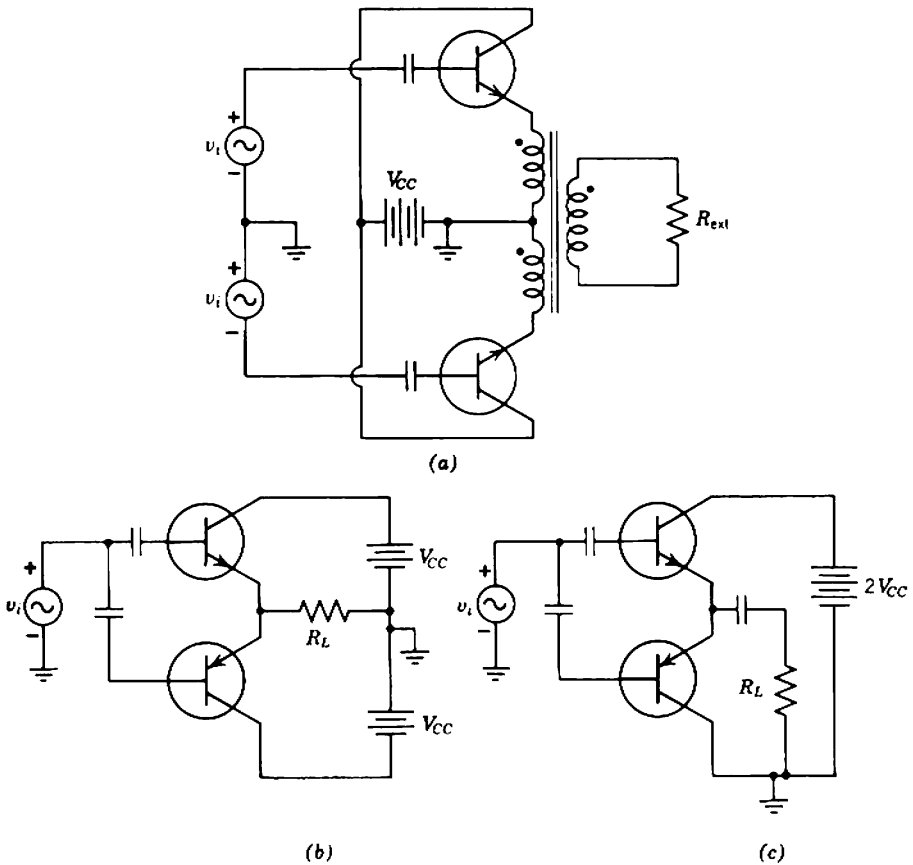 +
v_i
−
V_CC
R_ext
+
v_i
−
(a)
+
v_i
−
V_CC
R_L
V_CC
(b)
+
v_i
−
2V_CC
R_L
(c)